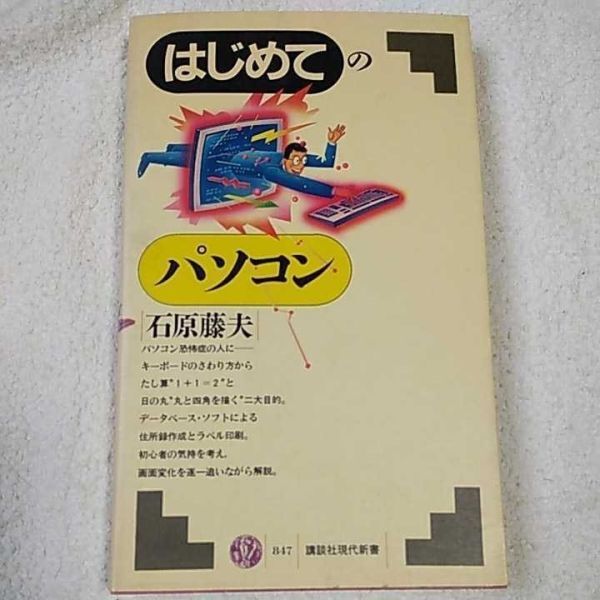 はじめての
パソコン
石原藤夫
パソコン恐怖症の人に——
キーボードのさわり方から
たし算"1+1=2"と
日の丸"丸と四角を描く"二大目的。
データベース・ソフトによる
住所録作成とラベル印刷。
初心者の気持を考え、
画面変化を逐一追いながら解説。
847 講談社現代新書